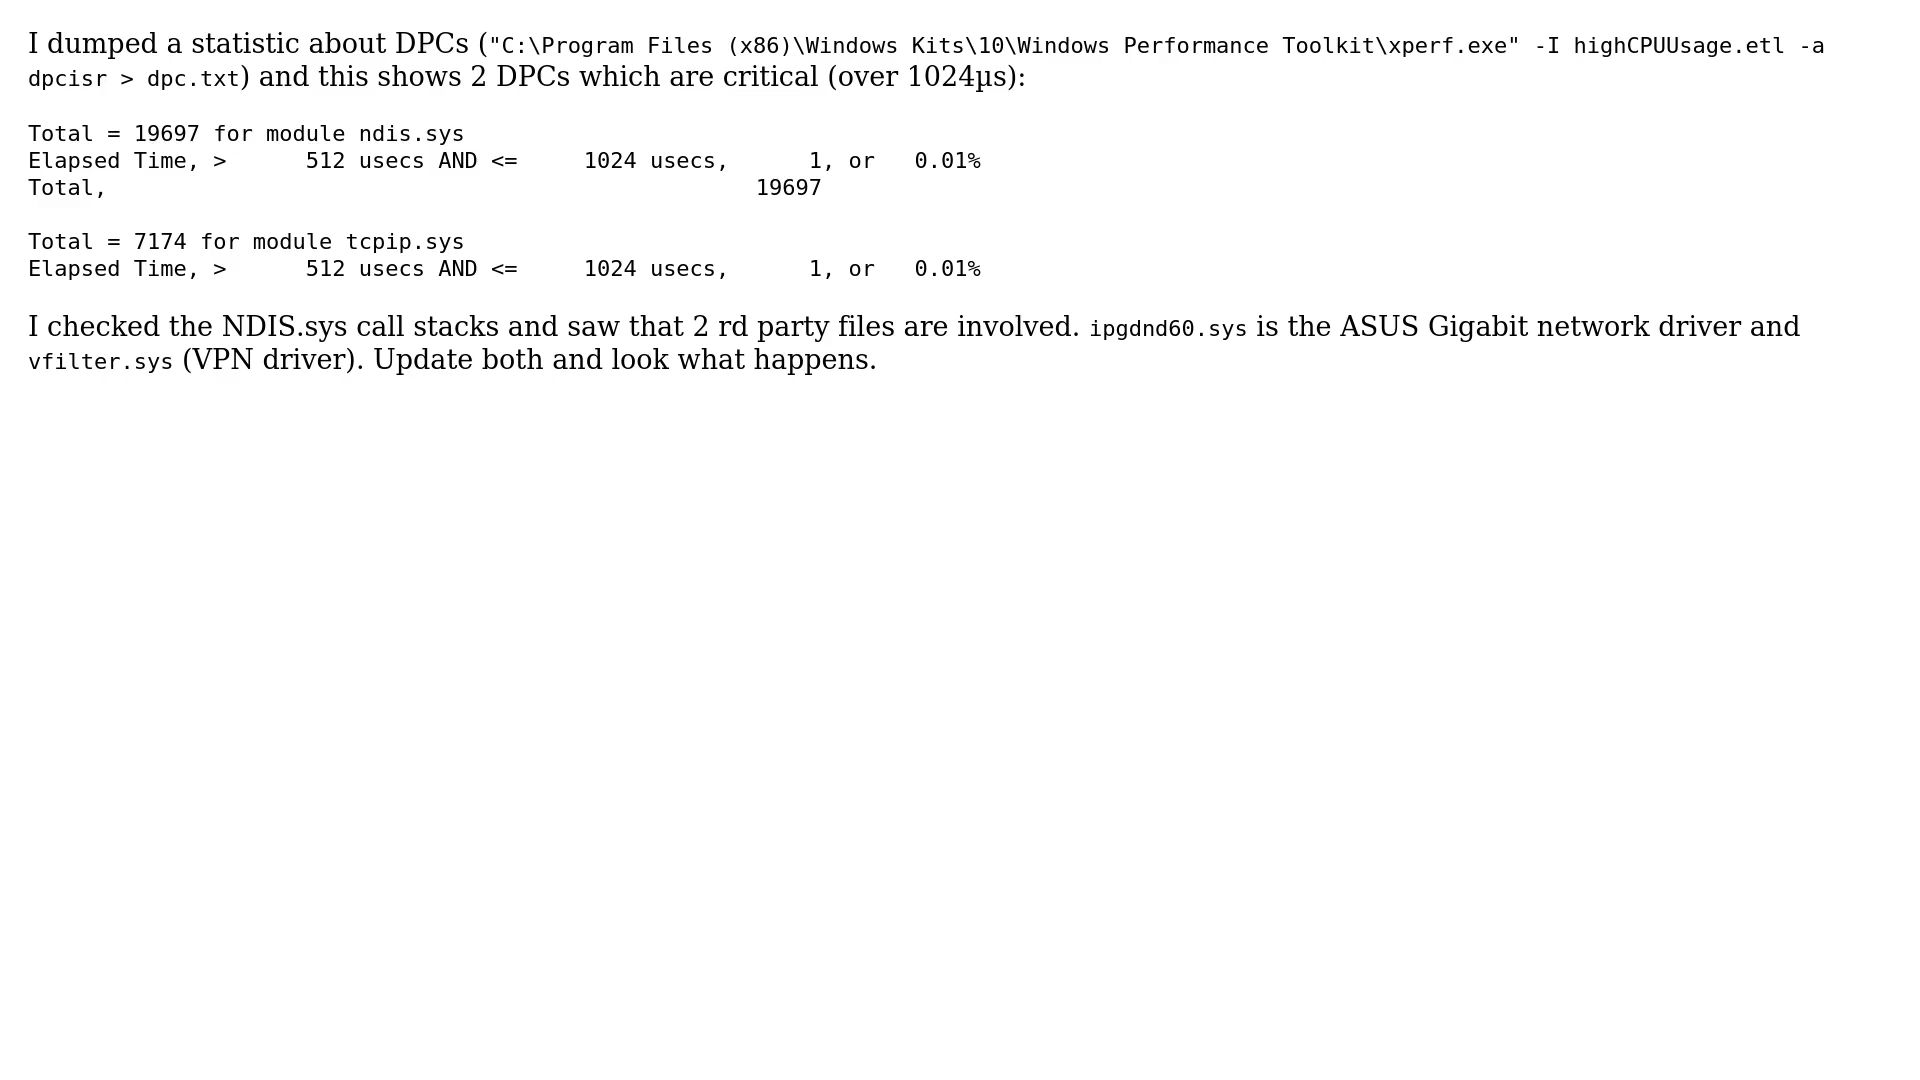 I dumped a statistic about DPCs ("C:\Program Files (x86)\Windows Kits\10\Windows Performance Toolkit\xperf.exe" -I highCPUUsage.etl -a
dpcisr > dpc.txt) and this shows 2 DPCs which are critical (over 1024µs):
Total = 19697 for module ndis.sys
Elapsed Time, >      512 usecs AND <=     1024 usecs,      1, or   0.01%
Total,                                                 19697
Total = 7174 for module tcpip.sys
Elapsed Time, >      512 usecs AND <=     1024 usecs,      1, or   0.01%
I checked the NDIS.sys call stacks and saw that 2 rd party files are involved. ipgdnd60.sys is the ASUS Gigabit network driver and
vfilter.sys (VPN driver). Update both and look what happens.